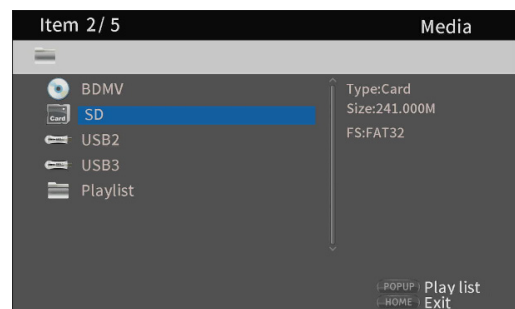 Item 2/ 5
Media
BDMV
Card
SD
USB2
USB3
Playlist
Type:Card
Size:241.000M
FS:FAT32
POPUP Play list
HOME Exit